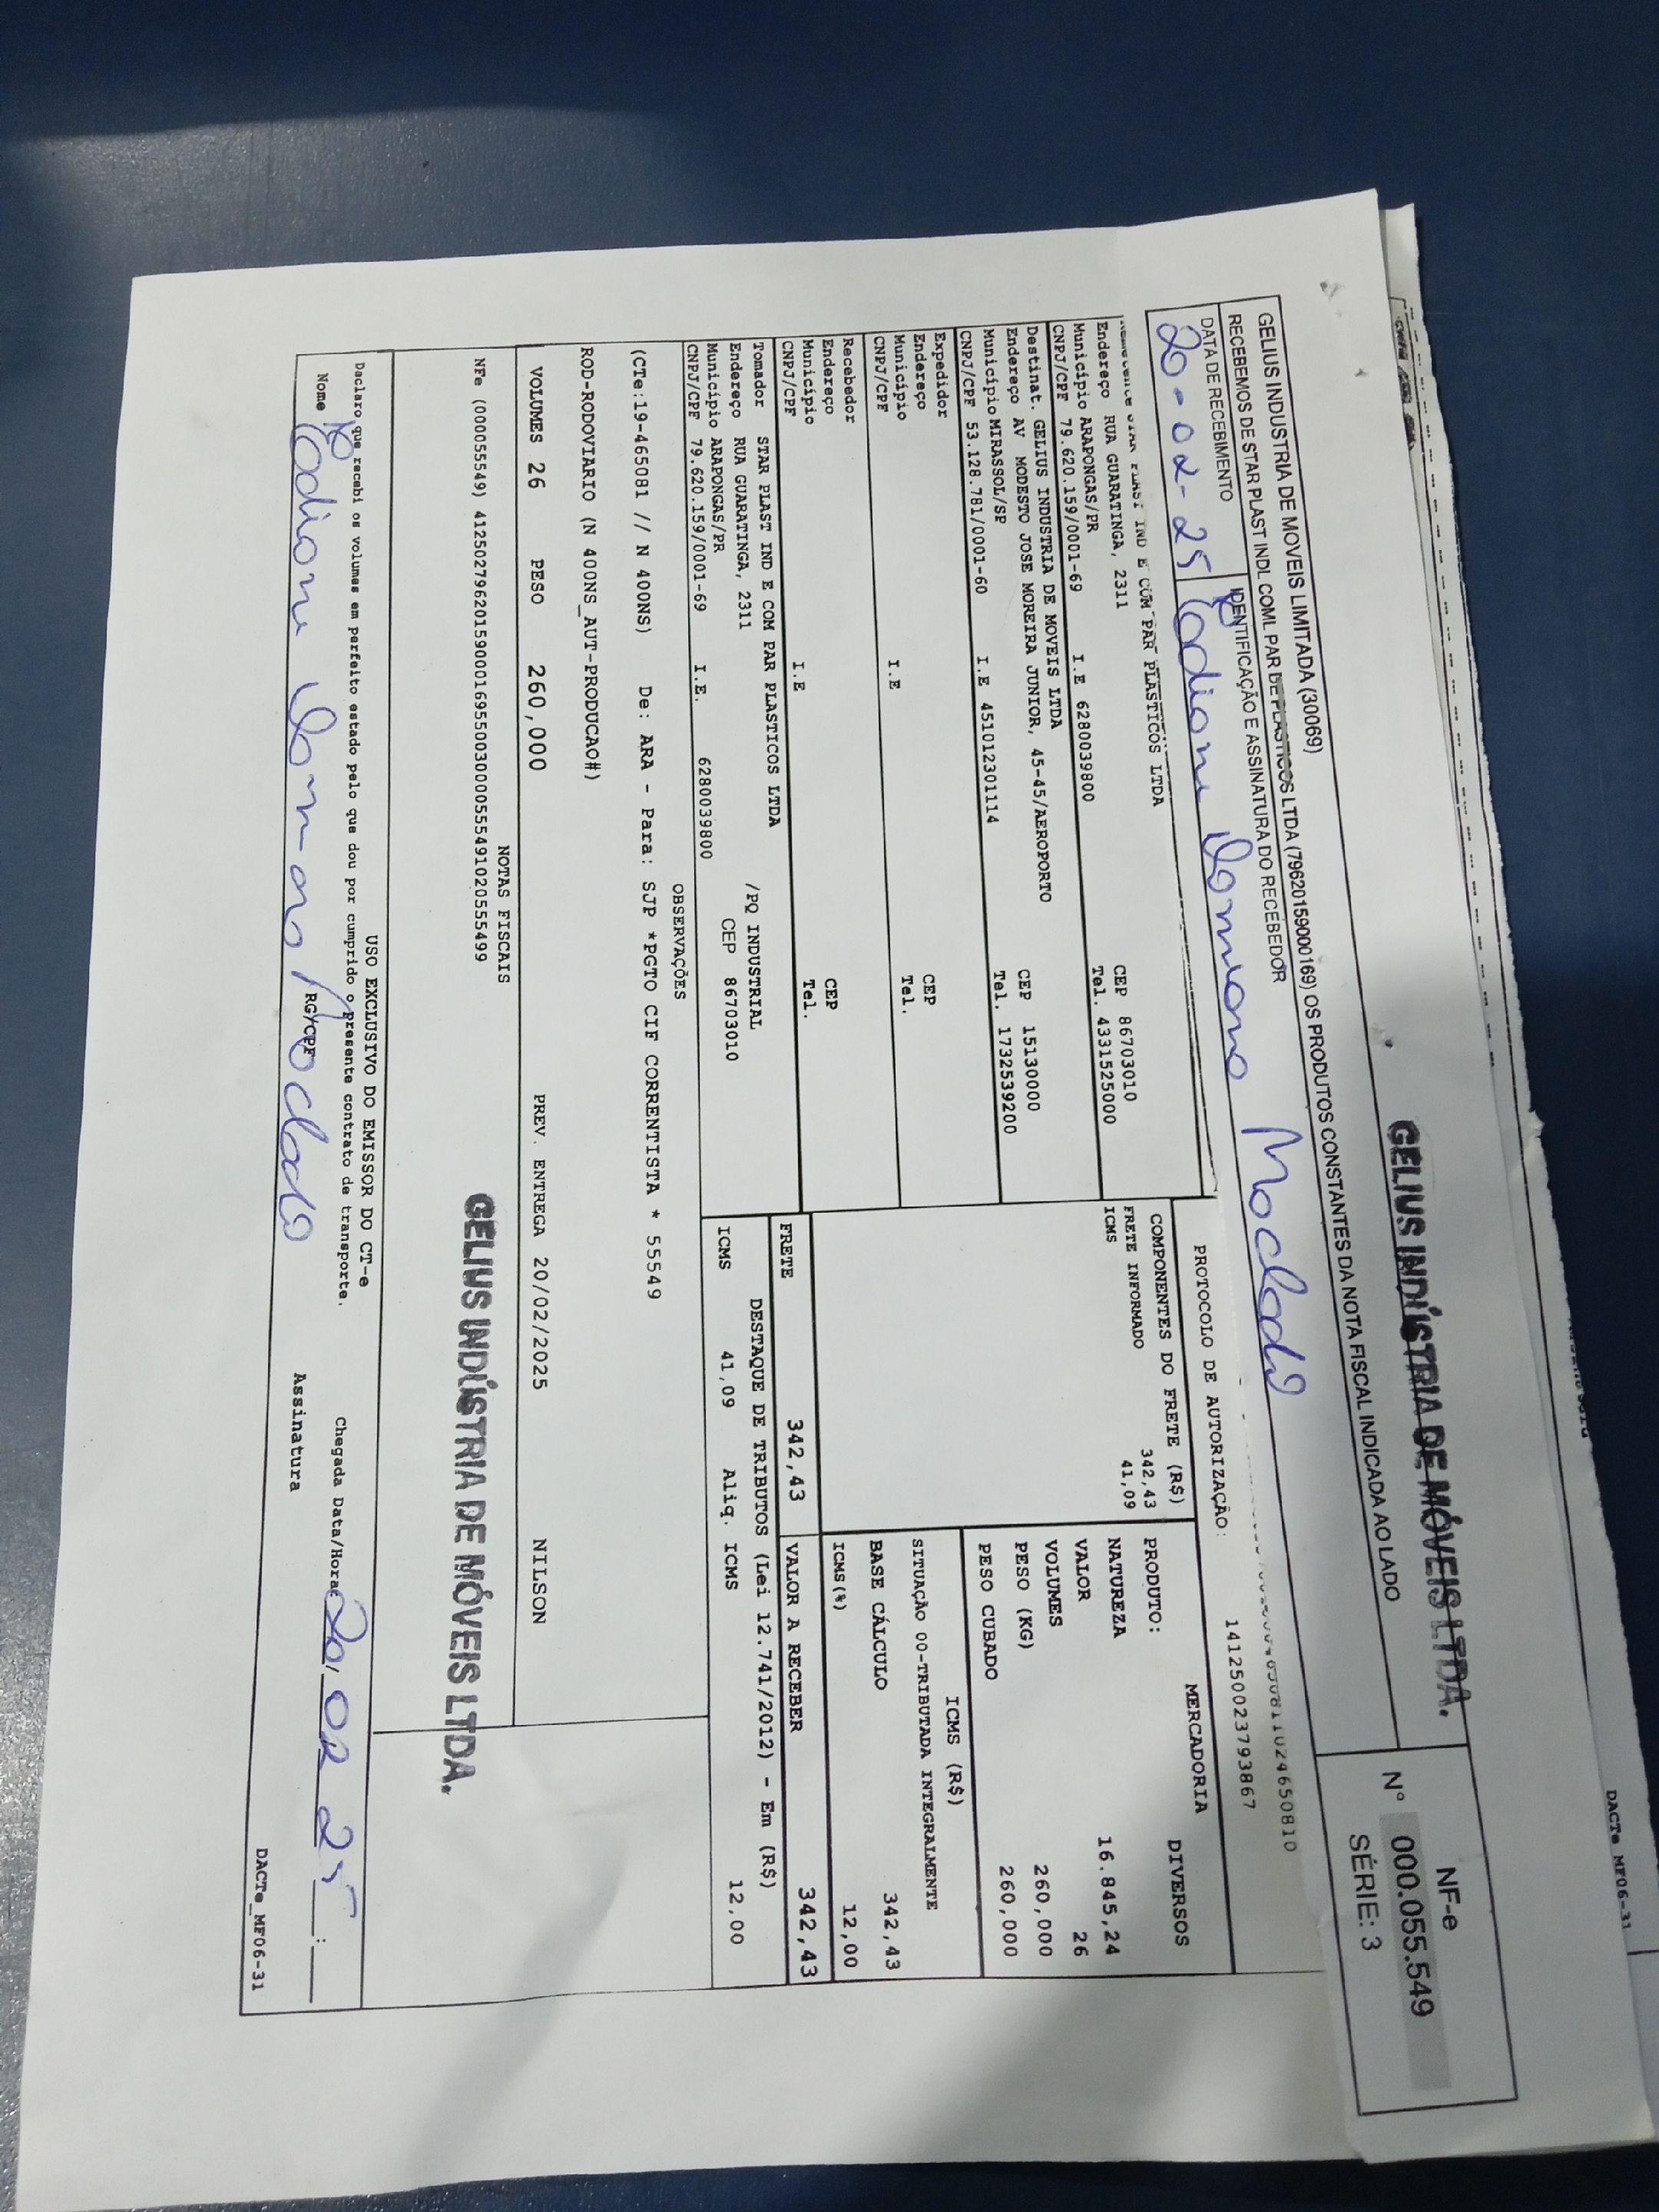 GELIUS INDÚSTRIA DE MÓVEIS LTDA.
GELIUS INDUSTRIA DE MOVEIS LIMITADA (30069)
RECEBEMOS DE STAR PLAST INDL COML PAR DE PLASTICOS LTDA (79620159000169) OS PRODUTOS CONSTANTES DA NOTA FISCAL INDICADA AO LADO
DATA DE RECEBIMENTO
IDENTIFICAÇÃO E ASSINATURA DO RECEBEDOR
20-02-25
NF-e
Nº 000.055.549
SÉRIE: 3
DACTe MF06-31
PROTOCOLO DE AUTORIZAÇÃO: 141250023793867
STAR PLAST IND E COM PAR PLASTICOS LTDA
Endereço RUA GUARATINGA, 2311 CEP 86703010
Município ARAPONGAS/PR Tel. 4331525000
CNPJ/CPF 79.620.159/0001-69 I.E 6280039800
Destinat. GELIUS INDUSTRIA DE MOVEIS LTDA
Endereço AV MODESTO JOSE MOREIRA JUNIOR, 45-45/AEROPORTO CEP 15130000
Município MIRASSOL/SP Tel. 1732539200
CNPJ/CPF 53.128.781/0001-60 I.E 451012301114
Expedidor
Endereço CEP
Município Tel.
CNPJ/CPF I.E
Recebedor
Endereço CEP
Município Tel.
CNPJ/CPF I.E
Tomador STAR PLAST IND E COM PAR PLASTICOS LTDA
Endereço RUA GUARATINGA, 2311 /PQ INDUSTRIAL
Município ARAPONGAS/PR CEP 86703010
CNPJ/CPF 79.620.159/0001-69 I.E. 6280039800
COMPONENTES DO FRETE (R$)
FRETE INFORMADO 342,43
ICMS 41,09
MERCADORIA
PRODUTO: DIVERSOS
NATUREZA
VALOR 16.845,24
VOLUMES 26
PESO (KG) 260,000
PESO CUBADO 260,000
ICMS (R$)
SITUAÇÃO 00-TRIBUTADA INTEGRALMENTE
BASE CÁLCULO 342,43
ICMS(%) 12,00
FRETE 342,43 VALOR A RECEBER 342,43
DESTAQUE DE TRIBUTOS (Lei 12.741/2012) - Em (R$)
ICMS 41,09 Aliq. ICMS 12,00
OBSERVAÇÕES
(CTe:19-465081 // N 400NS) De: ARA - Para: SJP *PGTO CIF CORRENTISTA * 55549
ROD-RODOVIARIO (N 400NS_AUT-PRODUCAO#)
VOLUMES 26 PESO 260,000 PREV. ENTREGA 20/02/2025 NILSON
NOTAS FISCAIS
NFe (000055549) 41250279620159000169550030000555491020555499
GELIUS INDÚSTRIA DE MÓVEIS LTDA.
USO EXCLUSIVO DO EMISSOR DO CT-e
Declaro que recebi os volumes em perfeito estado pelo que dou por cumprido o presente contrato de transporte. Chegada Data/Hora: 20, 02 25 :
Nome RG/CPF Assinatura
DACTe_MF06-31